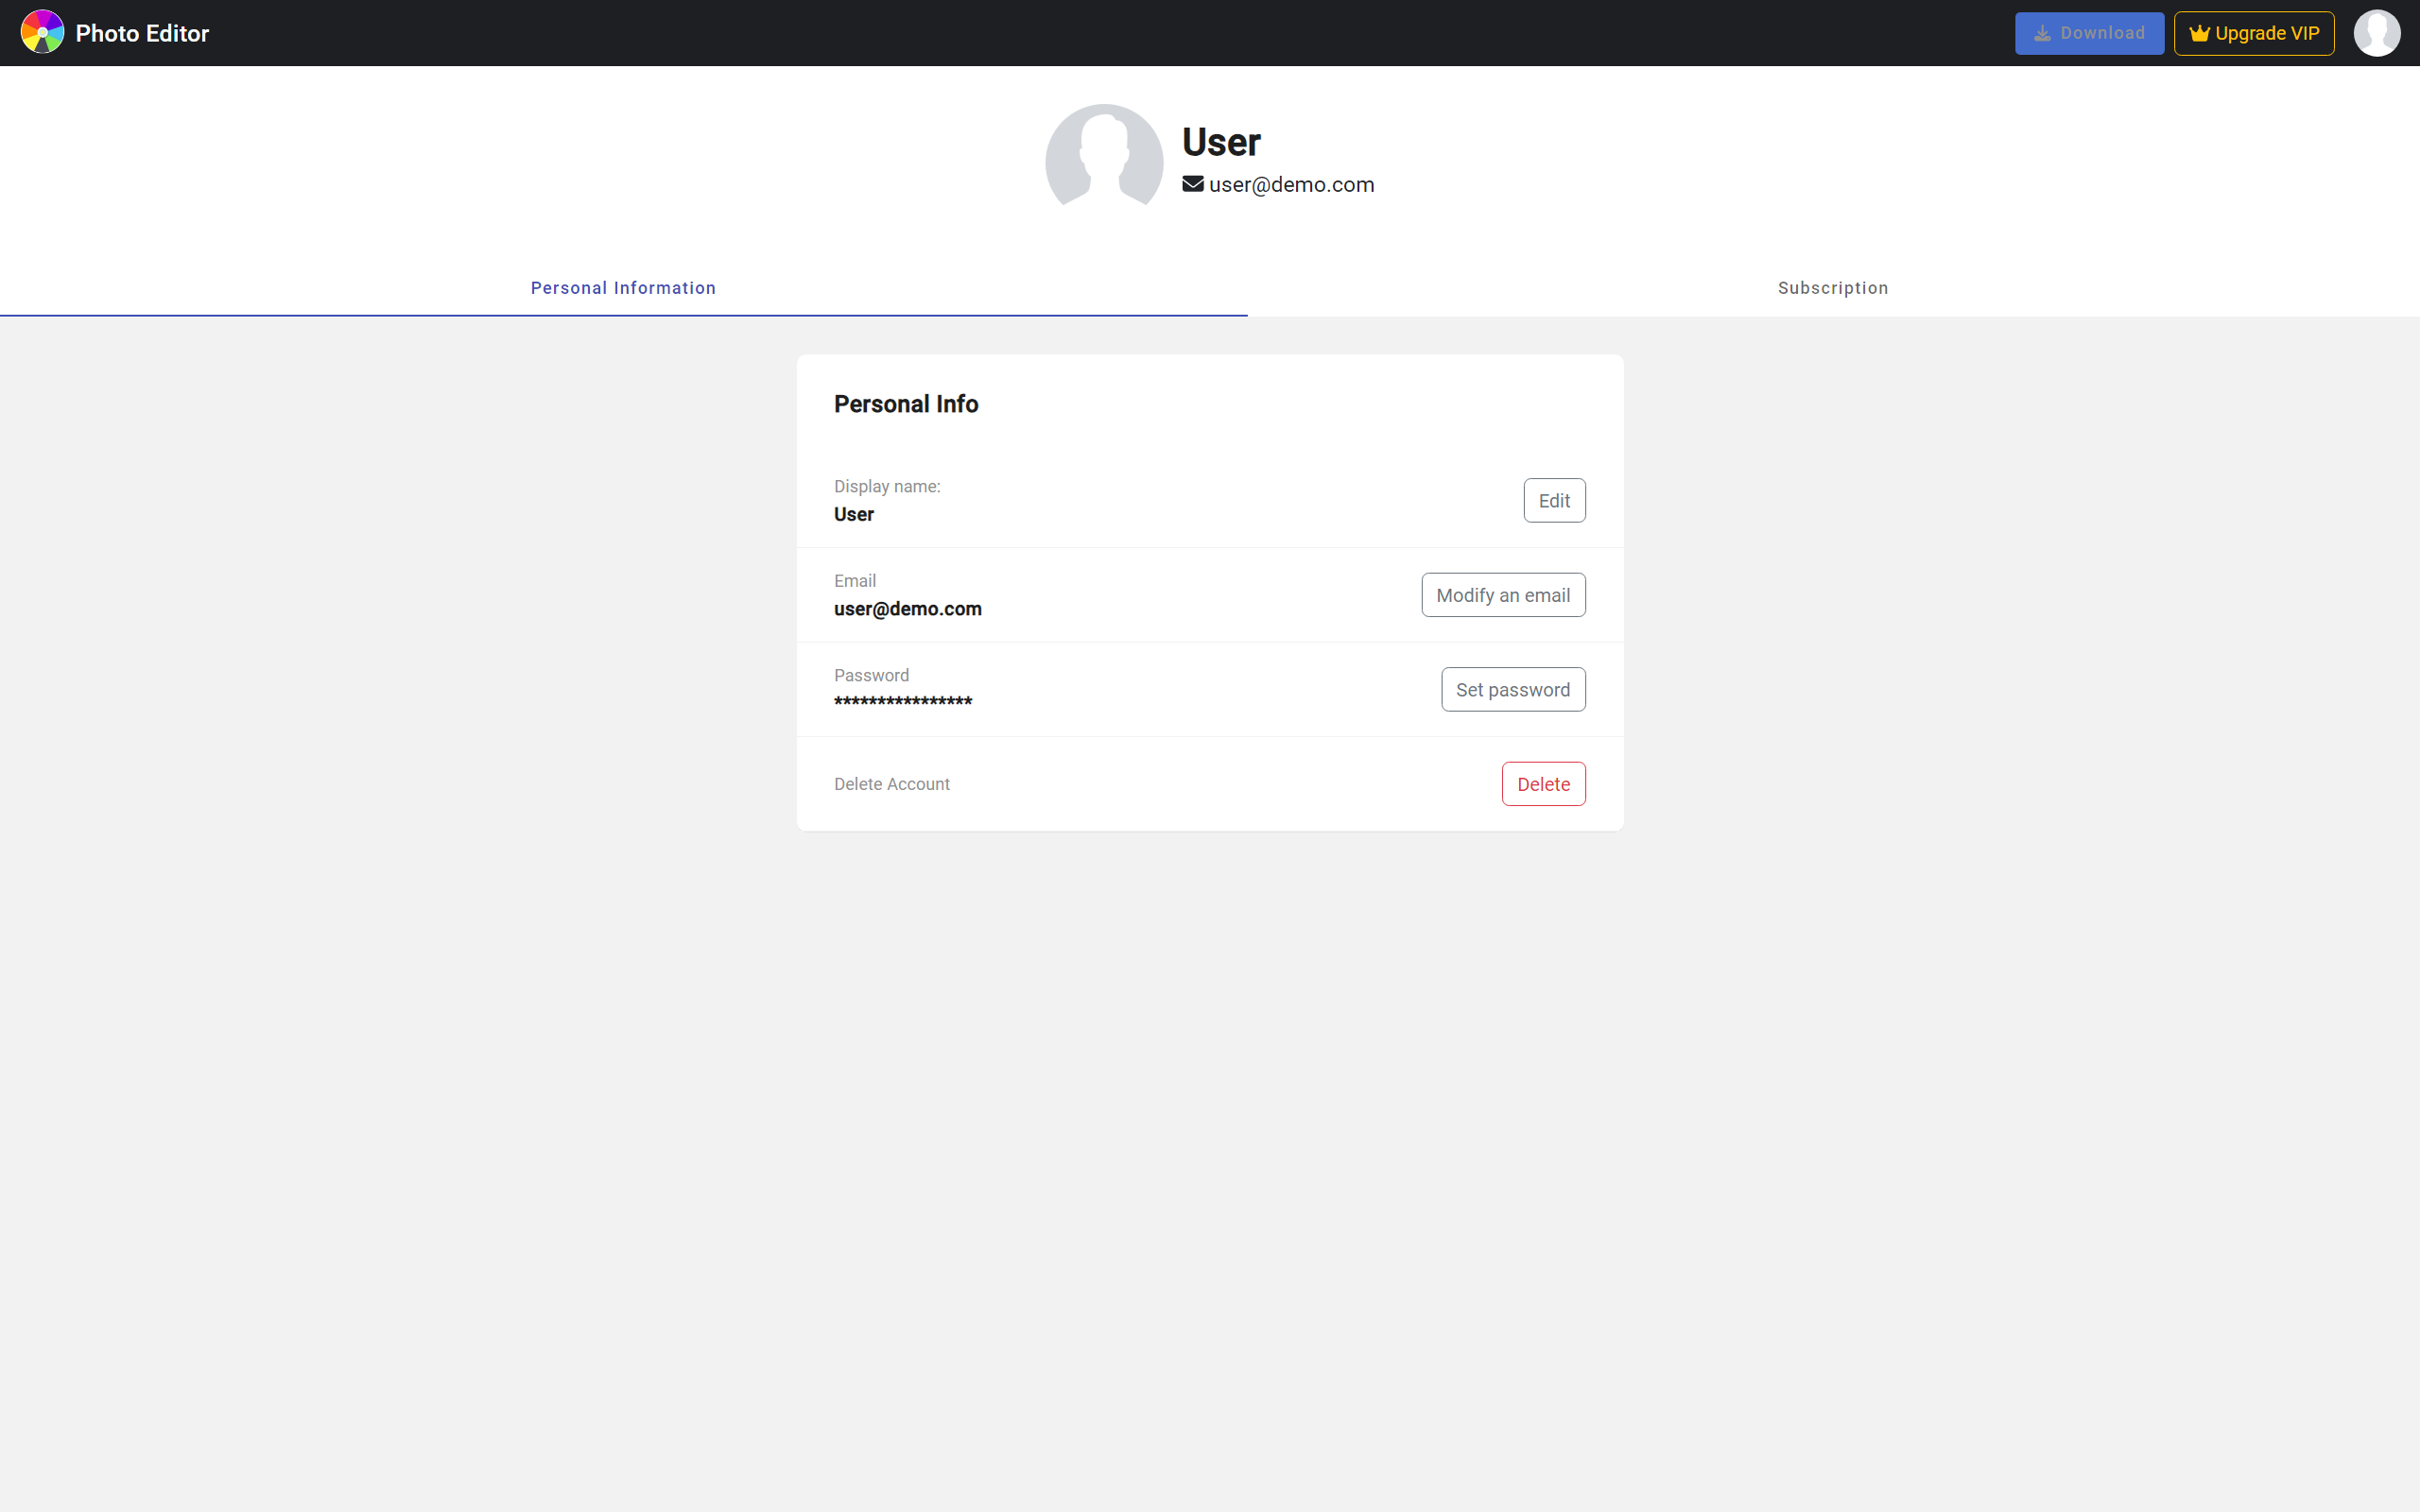 Photo Editor
Download
Upgrade VIP
User
user@demo.com
Personal Information
Subscription
Personal Info
Display name:
User
Edit
Email
user@demo.com
Modify an email
Password
****************
Set password
Delete Account
Delete